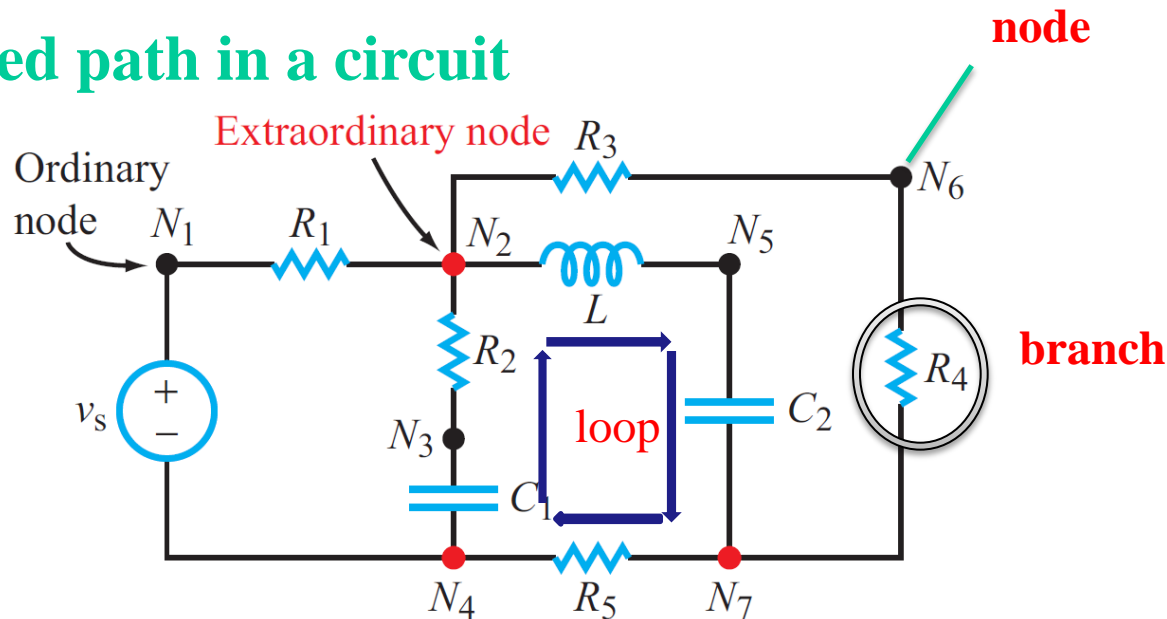 node
ed path in a circuit
Extraordinary node
R3
Ordinary
node
N1
R1
N2
N5
N6
L
R2
branch
R4
+
vs
−
N3
loop
C2
C1
N4
R5
N7